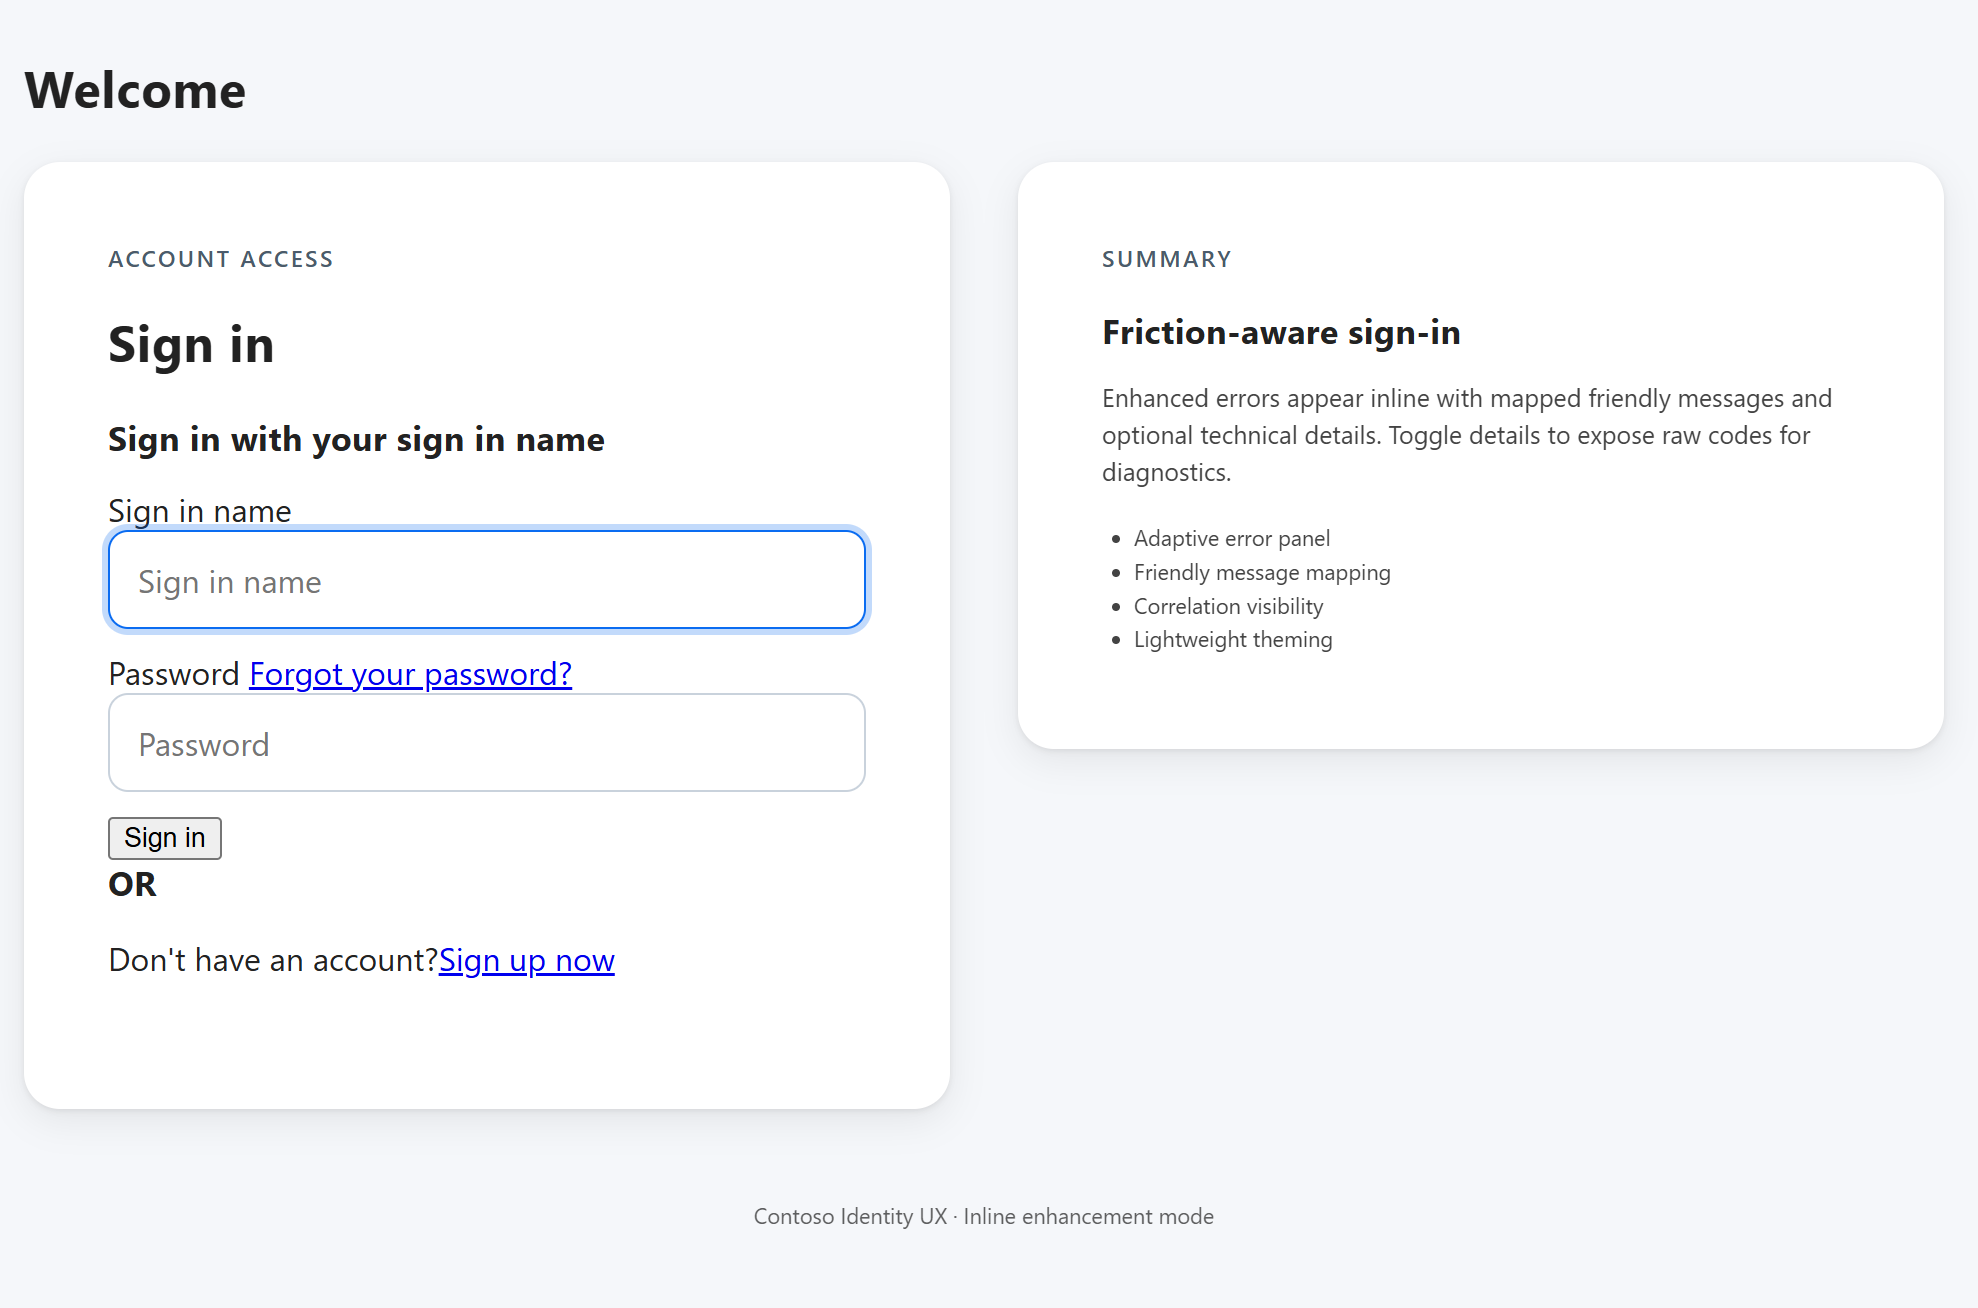 Welcome
ACCOUNT ACCESS
Sign in
Sign in with your sign in name
Sign in name
Sign in name
Password Forgot your password?
Password
Sign in
OR
Don't have an account?Sign up now
SUMMARY
Friction-aware sign-in
Enhanced errors appear inline with mapped friendly messages and
optional technical details. Toggle details to expose raw codes for
diagnostics.
• Adaptive error panel
• Friendly message mapping
• Correlation visibility
• Lightweight theming
Contoso Identity UX · Inline enhancement mode